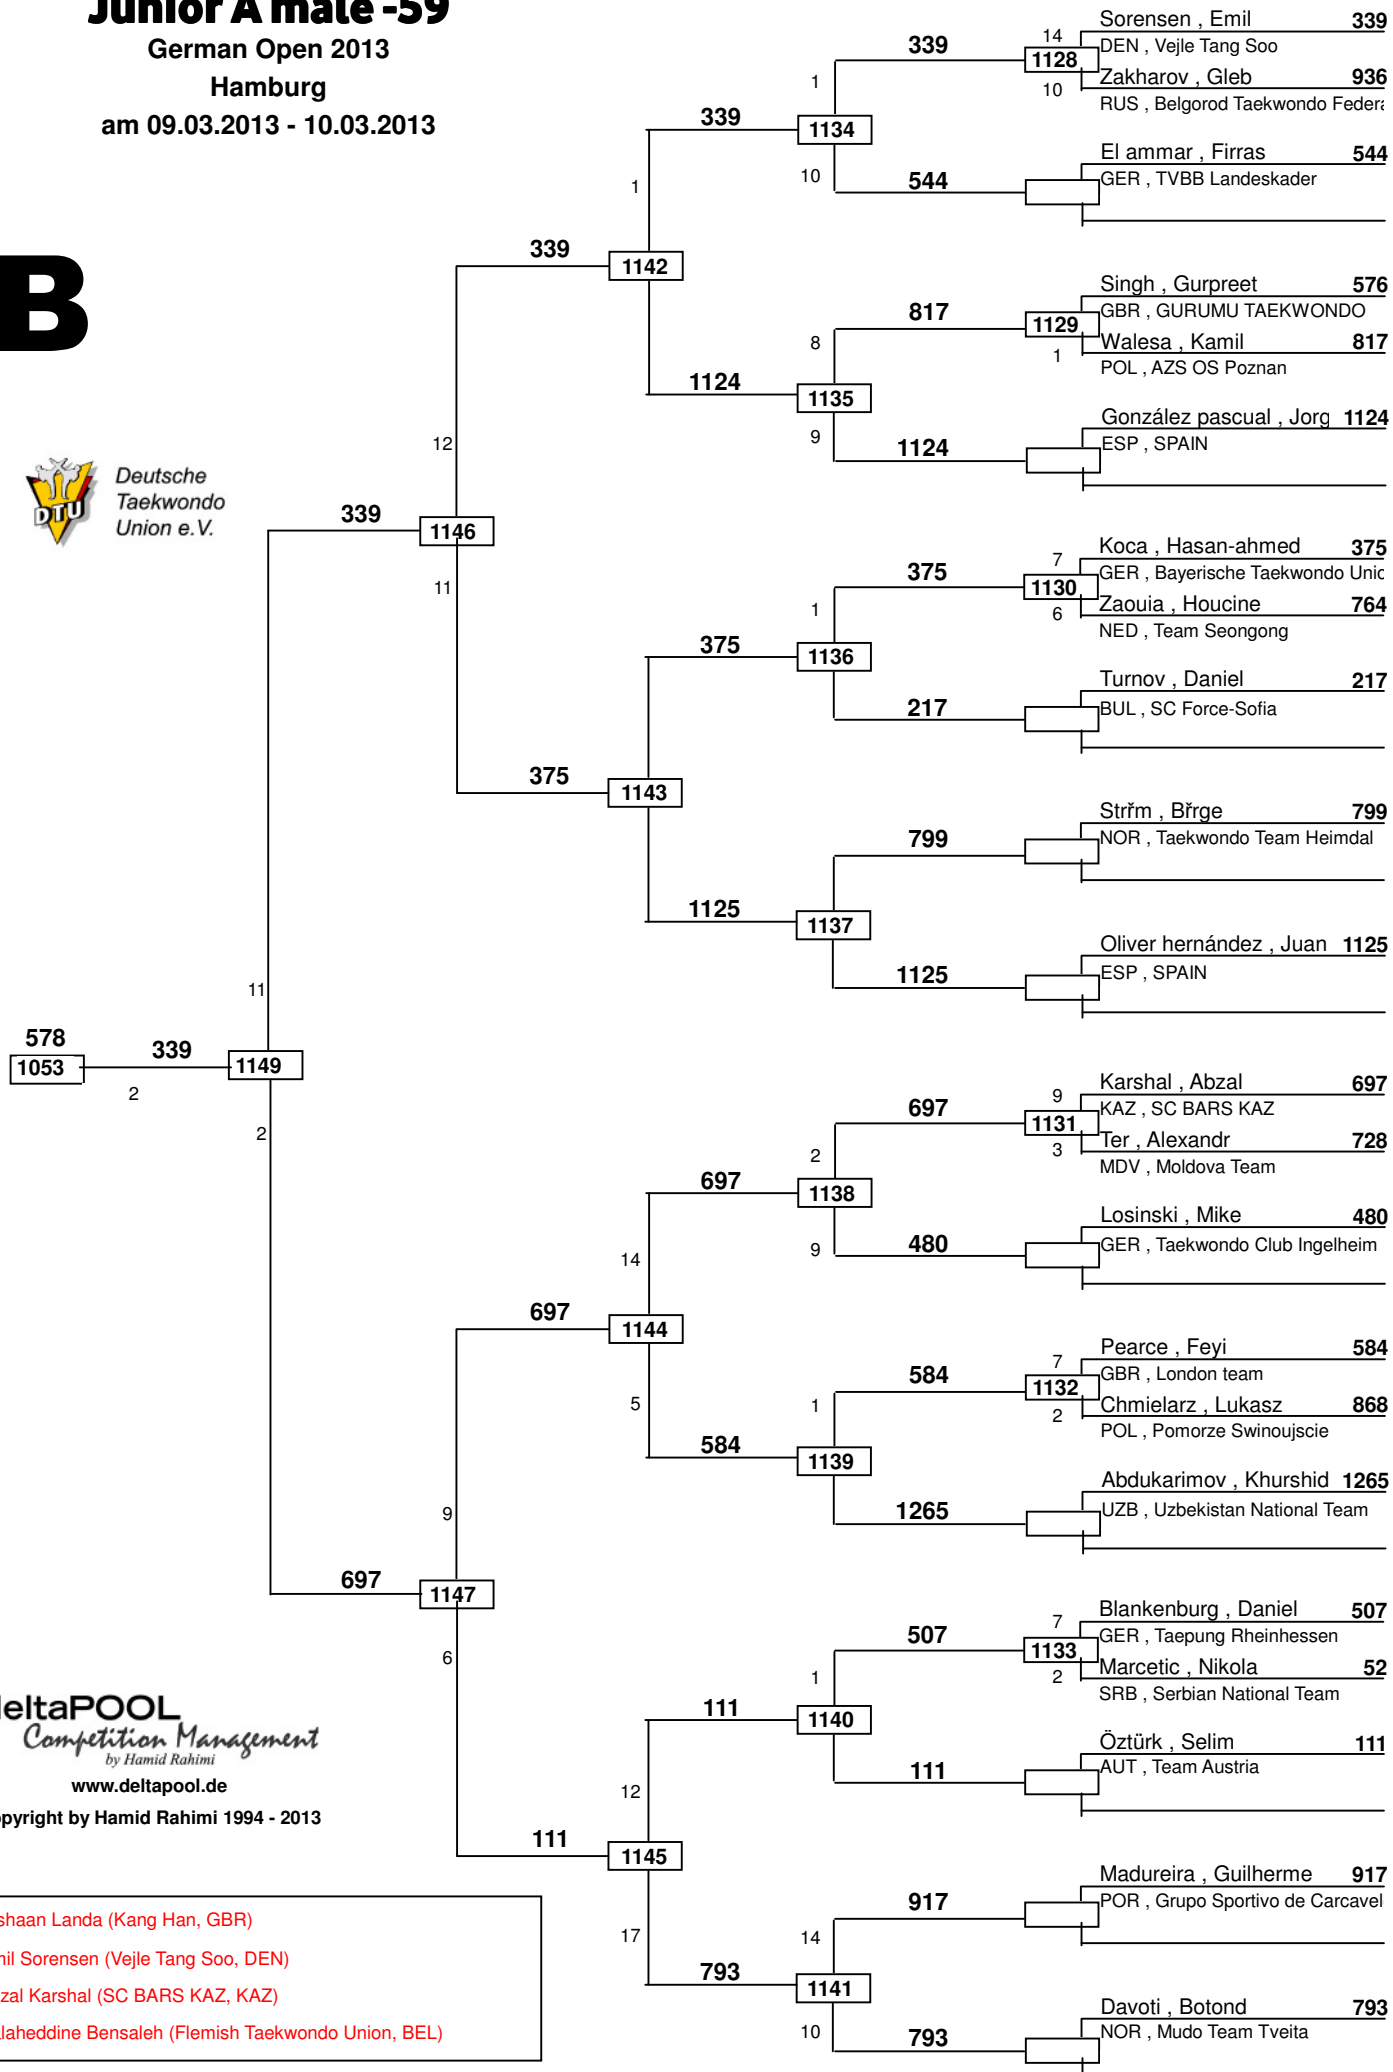 Junior A male -59
German Open 2013
Hamburg
am 09.03.2013 - 10.03.2013
B
DTU
Deutsche
Taekwondo
Union e.V.
Sorensen , Emil 339
14
DEN , Vejle Tang Soo
339
1128
Zakharov , Gleb 936
10
RUS , Belgorod Taekwondo Federa
1
339
1134
El ammar , Firras 544
GER , TVBB Landeskader
10
544
1
339
1142
Singh , Gurpreet 576
GBR , GURUMU TAEKWONDO
817
1129
Walesa , Kamil 817
1
POL , AZS OS Poznan
8
1124
1135
9
González pascual , Jorg 1124
ESP , SPAIN
1124
12
339
1146
11
Koca , Hasan-ahmed 375
7
GER , Bayerische Taekwondo Unic
375
1130
Zaouia , Houcine 764
6
NED , Team Seongong
1
375
1136
Turnov , Daniel 217
BUL , SC Force-Sofia
217
375
1143
Strřm , Břrge 799
NOR , Taekwondo Team Heimdal
799
1125
1137
Oliver hernández , Juan 1125
ESP , SPAIN
1125
11
578
1053
339
2
1149
2
Karshal , Abzal 697
9
KAZ , SC BARS KAZ
697
1131
Ter , Alexandr 728
3
MDV , Moldova Team
2
697
1138
9
Losinski , Mike 480
GER , Taekwondo Club Ingelheim
480
14
697
1144
5
Pearce , Feyi 584
7
GBR , London team
584
1132
Chmielarz , Lukasz 868
2
POL , Pomorze Swinoujscie
1
584
1139
Abdukarimov , Khurshid 1265
UZB , Uzbekistan National Team
1265
9
697
1147
6
Blankenburg , Daniel 507
7
GER , Taepung Rheinhessen
507
1133
Marcetic , Nikola 52
2
SRB , Serbian National Team
1
111
1140
Öztürk , Selim 111
AUT , Team Austria
111
12
111
1145
17
Madureira , Guilherme 917
POR , Grupo Sportivo de Carcavel
917
14
793
1141
10
Davoti , Botond 793
NOR , Mudo Team Tveita
793
eltaPOOL
Competition Management
by Hamid Rahimi
www.deltapool.de
pyright by Hamid Rahimi 1994 - 2013
shaan Landa (Kang Han, GBR)
il Sorensen (Vejle Tang Soo, DEN)
zal Karshal (SC BARS KAZ, KAZ)
laheddine Bensaleh (Flemish Taekwondo Union, BEL)